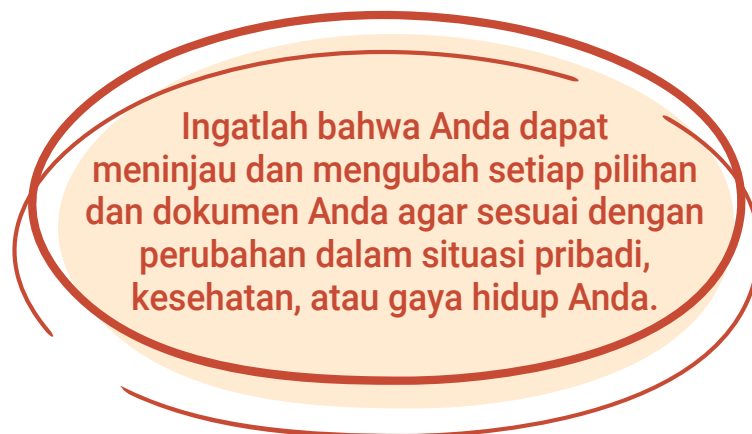 Ingatlah bahwa Anda dapat
meninjau dan mengubah setiap pilihan
dan dokumen Anda agar sesuai dengan
perubahan dalam situasi pribadi,
kesehatan, atau gaya hidup Anda.